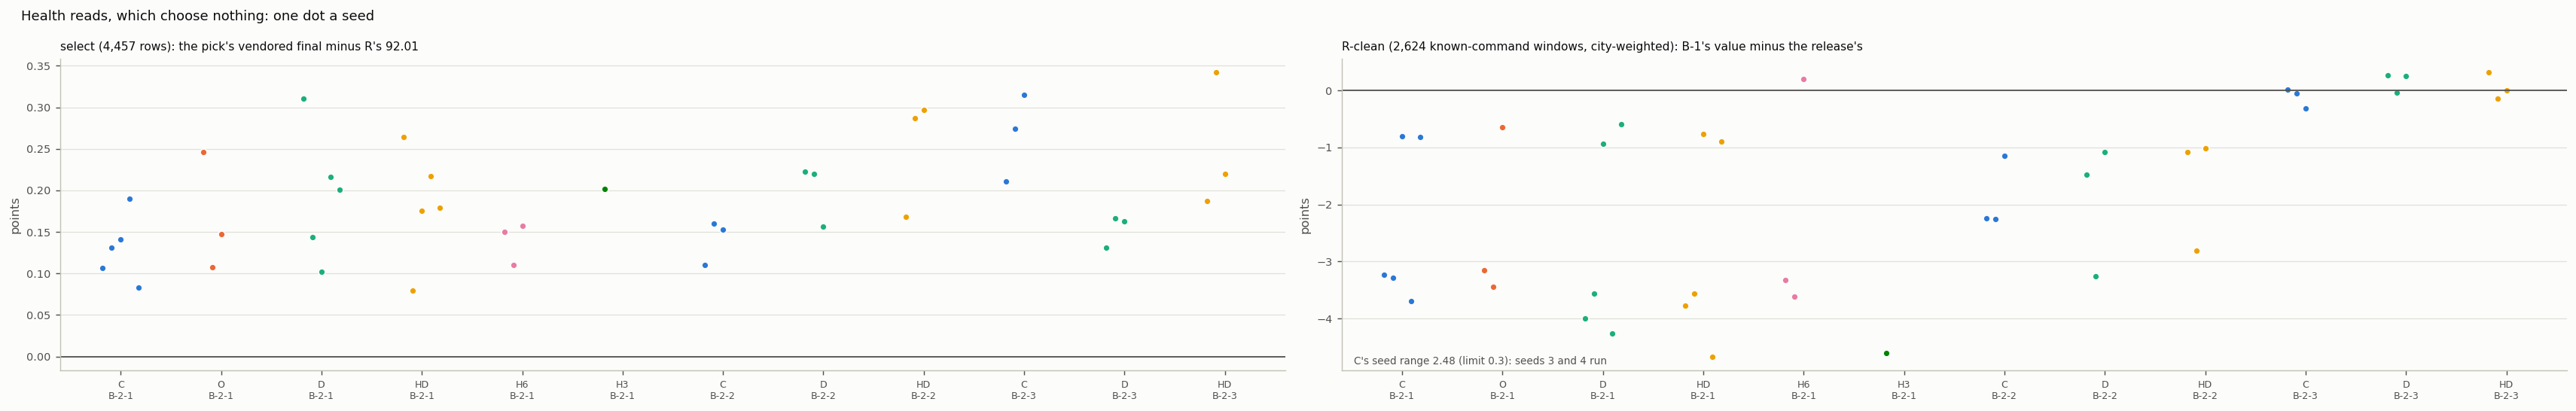 Health reads, which choose nothing: one dot a seed
select (4,457 rows): the pick's vendored final minus R's 92.01
points
0.35
0.30
0.25
0.20
0.15
0.10
0.05
0.00
C
B-2-1
O
B-2-1
D
B-2-1
HD
B-2-1
H6
B-2-1
H3
B-2-1
C
B-2-2
D
B-2-2
HD
B-2-2
C
B-2-3
D
B-2-3
HD
B-2-3
R-clean (2,624 known-command windows, city-weighted): B-1's value minus the release's
points
0
−1
−2
−3
−4
C's seed range 2.48 (limit 0.3): seeds 3 and 4 run
C
B-2-1
O
B-2-1
D
B-2-1
HD
B-2-1
H6
B-2-1
H3
B-2-1
C
B-2-2
D
B-2-2
HD
B-2-2
C
B-2-3
D
B-2-3
HD
B-2-3